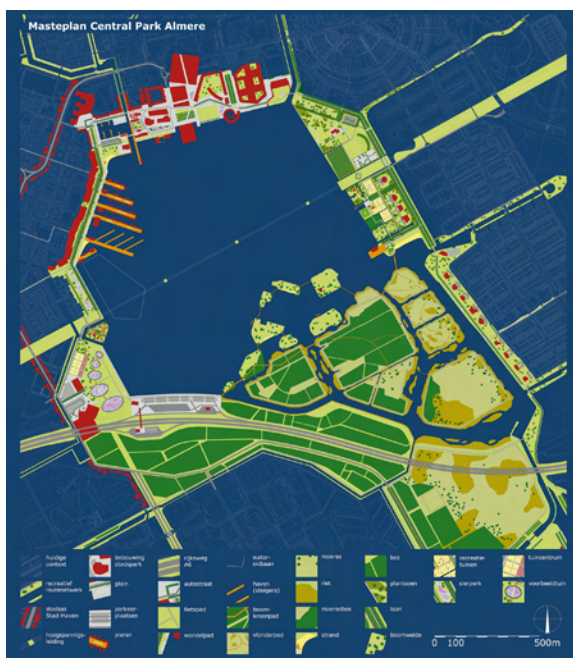 Masteplan Central Park Almere
huidige
context
bebouwing
stadspark
rijksweg
A6
water-
skibaan
moeras
bos
recreatie-
tuinen
tuincentrum
recreatief
routenetwerk
plein
autostraat
haven
(steigers)
riet
plantsoen
sierpark
voorbeeldtuin
stadsas
Stad-Haven
parkeer-
plaatsen
fietspad
boom-
kroonpad
moerasbos
laan
hoogspannings-
leiding
pieren
wandelpad
vlonderpad
strand
boomweide
0 100 500m